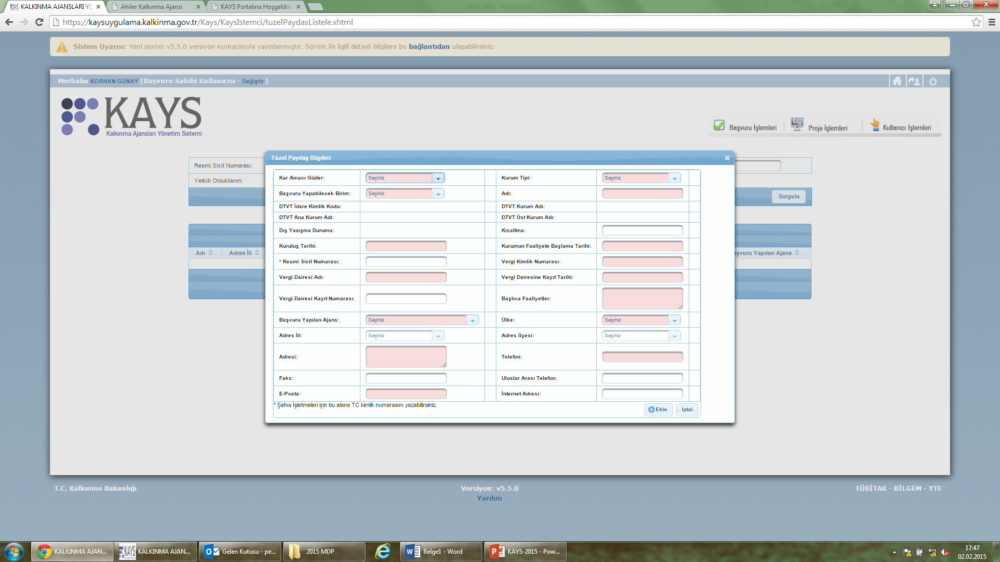 KALKINMA AJANSLARI YÖ
Ahiler Kalkınma Ajansı
KAYS Portalına Hoşgeldini
https://kaysuygulama.kalkinma.gov.tr/Kays/KaysIstemci/tuzelPaydasListele.xhtml
Sistem Uyarısı: Yeni sürüm v5.5.0 versiyon numarasıyla yayınlanmıştır. Sürüm ile ilgili detaylı bilgilere bu bağlantıdan ulaşabilirsiniz.
Merhaba KORHAN GÜNAY (Başvuru Sahibi Kullanıcısı - Değiştir )
KAYS
Kalkınma Ajansları Yönetim Sistemi
Başvuru İşlemleri
Proje İşlemleri
Kullanıcı İşlemleri
Resmi Sicil Numarası:
Yetkili Olduklarım:
Sorgula
Adı
Adres İli
aşvuru Yapılan Ajans
Tüzel Paydaş Bilgileri
Kar Amacı Güder: Seçiniz Kurum Tipi: Seçiniz
Başvuru Yapabilecek Birim: Seçiniz Adı:
DTVT İdare Kimlik Kodu: DTVT Kurum Adı:
DTVT Ana Kurum Adı: DTVT Üst Kurum Adı:
Dış Yazışma Durumu: Kısaltma:
Kuruluş Tarihi: Kurumun Faaliyete Başlama Tarihi:
* Resmi Sicil Numarası: Vergi Kimlik Numarası:
Vergi Dairesi Adı: Vergi Dairesine Kayıt Tarihi:
Vergi Dairesi Kayıt Numarası: Başlıca Faaliyetler:
Başvuru Yapılan Ajans: Seçiniz Ülke: Seçiniz
Adres İli: Seçiniz Adres İlçesi: Seçiniz
Adresi: Telefon:
Faks: Uluslar Arası Telefon:
E-Posta: İnternet Adresi:
* Şahıs İşletmeleri için bu alana TC kimlik numarasını yazabilirsiniz.
Ekle İptal
T.C. Kalkınma Bakanlığı
Versiyon: v5.5.0
Yardım
TÜBİTAK - BİLGEM - YTE
KALKINMA AJAN...
KALKINMA AJAN...
Gelen Kutusu - pe...
2015 MDP
Belge1 - Word
KAYS-2015 - Pow...
17:47
02.02.2015